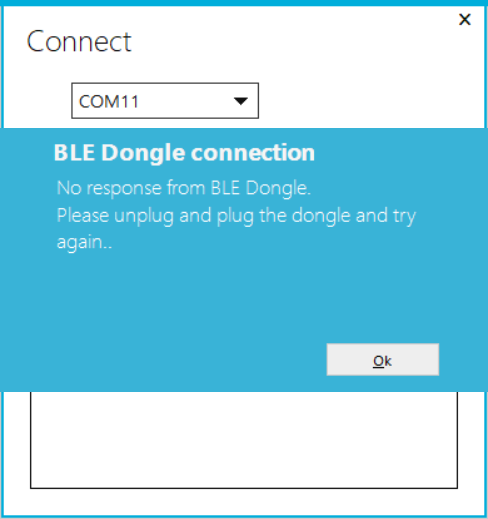 Connect
COM11
BLE Dongle connection
No response from BLE Dongle.
Please unplug and plug the dongle and try
again..
Ok